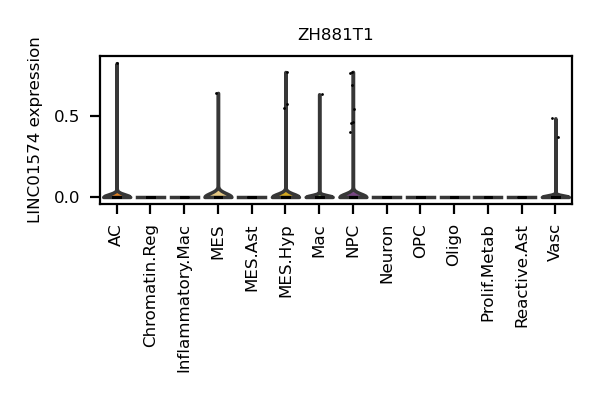 ZH881T1
LINC01574 expression
0.5
0.0
AC
Chromatin.Reg
Inflammatory.Mac
MES
MES.Ast
MES.Hyp
Mac
NPC
Neuron
OPC
Oligo
Prolif.Metab
Reactive.Ast
Vasc